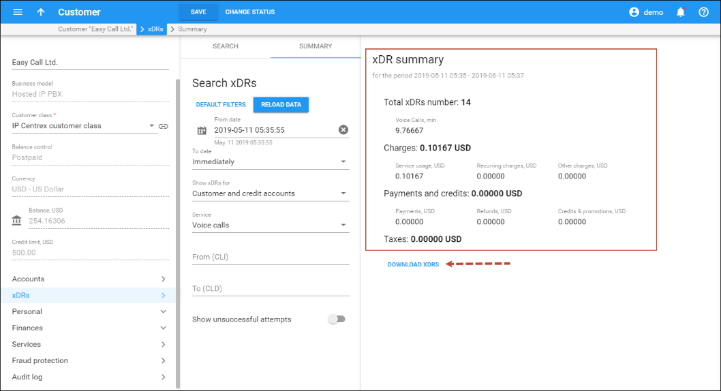 Customer
SAVE
CHANGE STATUS
demo
Customer "Easy Call Ltd."
xDRs
Summary
Easy Call Ltd.
Business model
Hosted IP PBX
Customer class *
IP Centrex customer class
Balance control
Postpaid
Currency
USD - US Dollar
Balance, USD
254.16306
Credit limit, USD
500.00
Accounts
xDRs
Personal
Finances
Services
Fraud protection
Audit log
SEARCH
SUMMARY
Search xDRs
DEFAULT FILTERS
RELOAD DATA
From date
2019-05-11 05:35:55
May, 11 2019 05:35:55
To date
Immediately
Show xDRs for
Customer and credit accounts
Service
Voice calls
From (CLI)
To (CLD)
Show unsuccessful attempts
xDR summary
for the period 2019-05-11 05:35 - 2019-06-11 05:37
Total xDRs number: 14
Voice Calls, min
9.76667
Charges: 0.10167 USD
Service usage, USD
Recurring charges, USD
Other charges, USD
0.10167
0.00000
0.00000
Payments and credits: 0.00000 USD
Payments, USD
Refunds, USD
Credits & promotions, USD
0.00000
0.00000
0.00000
Taxes: 0.00000 USD
DOWNLOAD XDRS